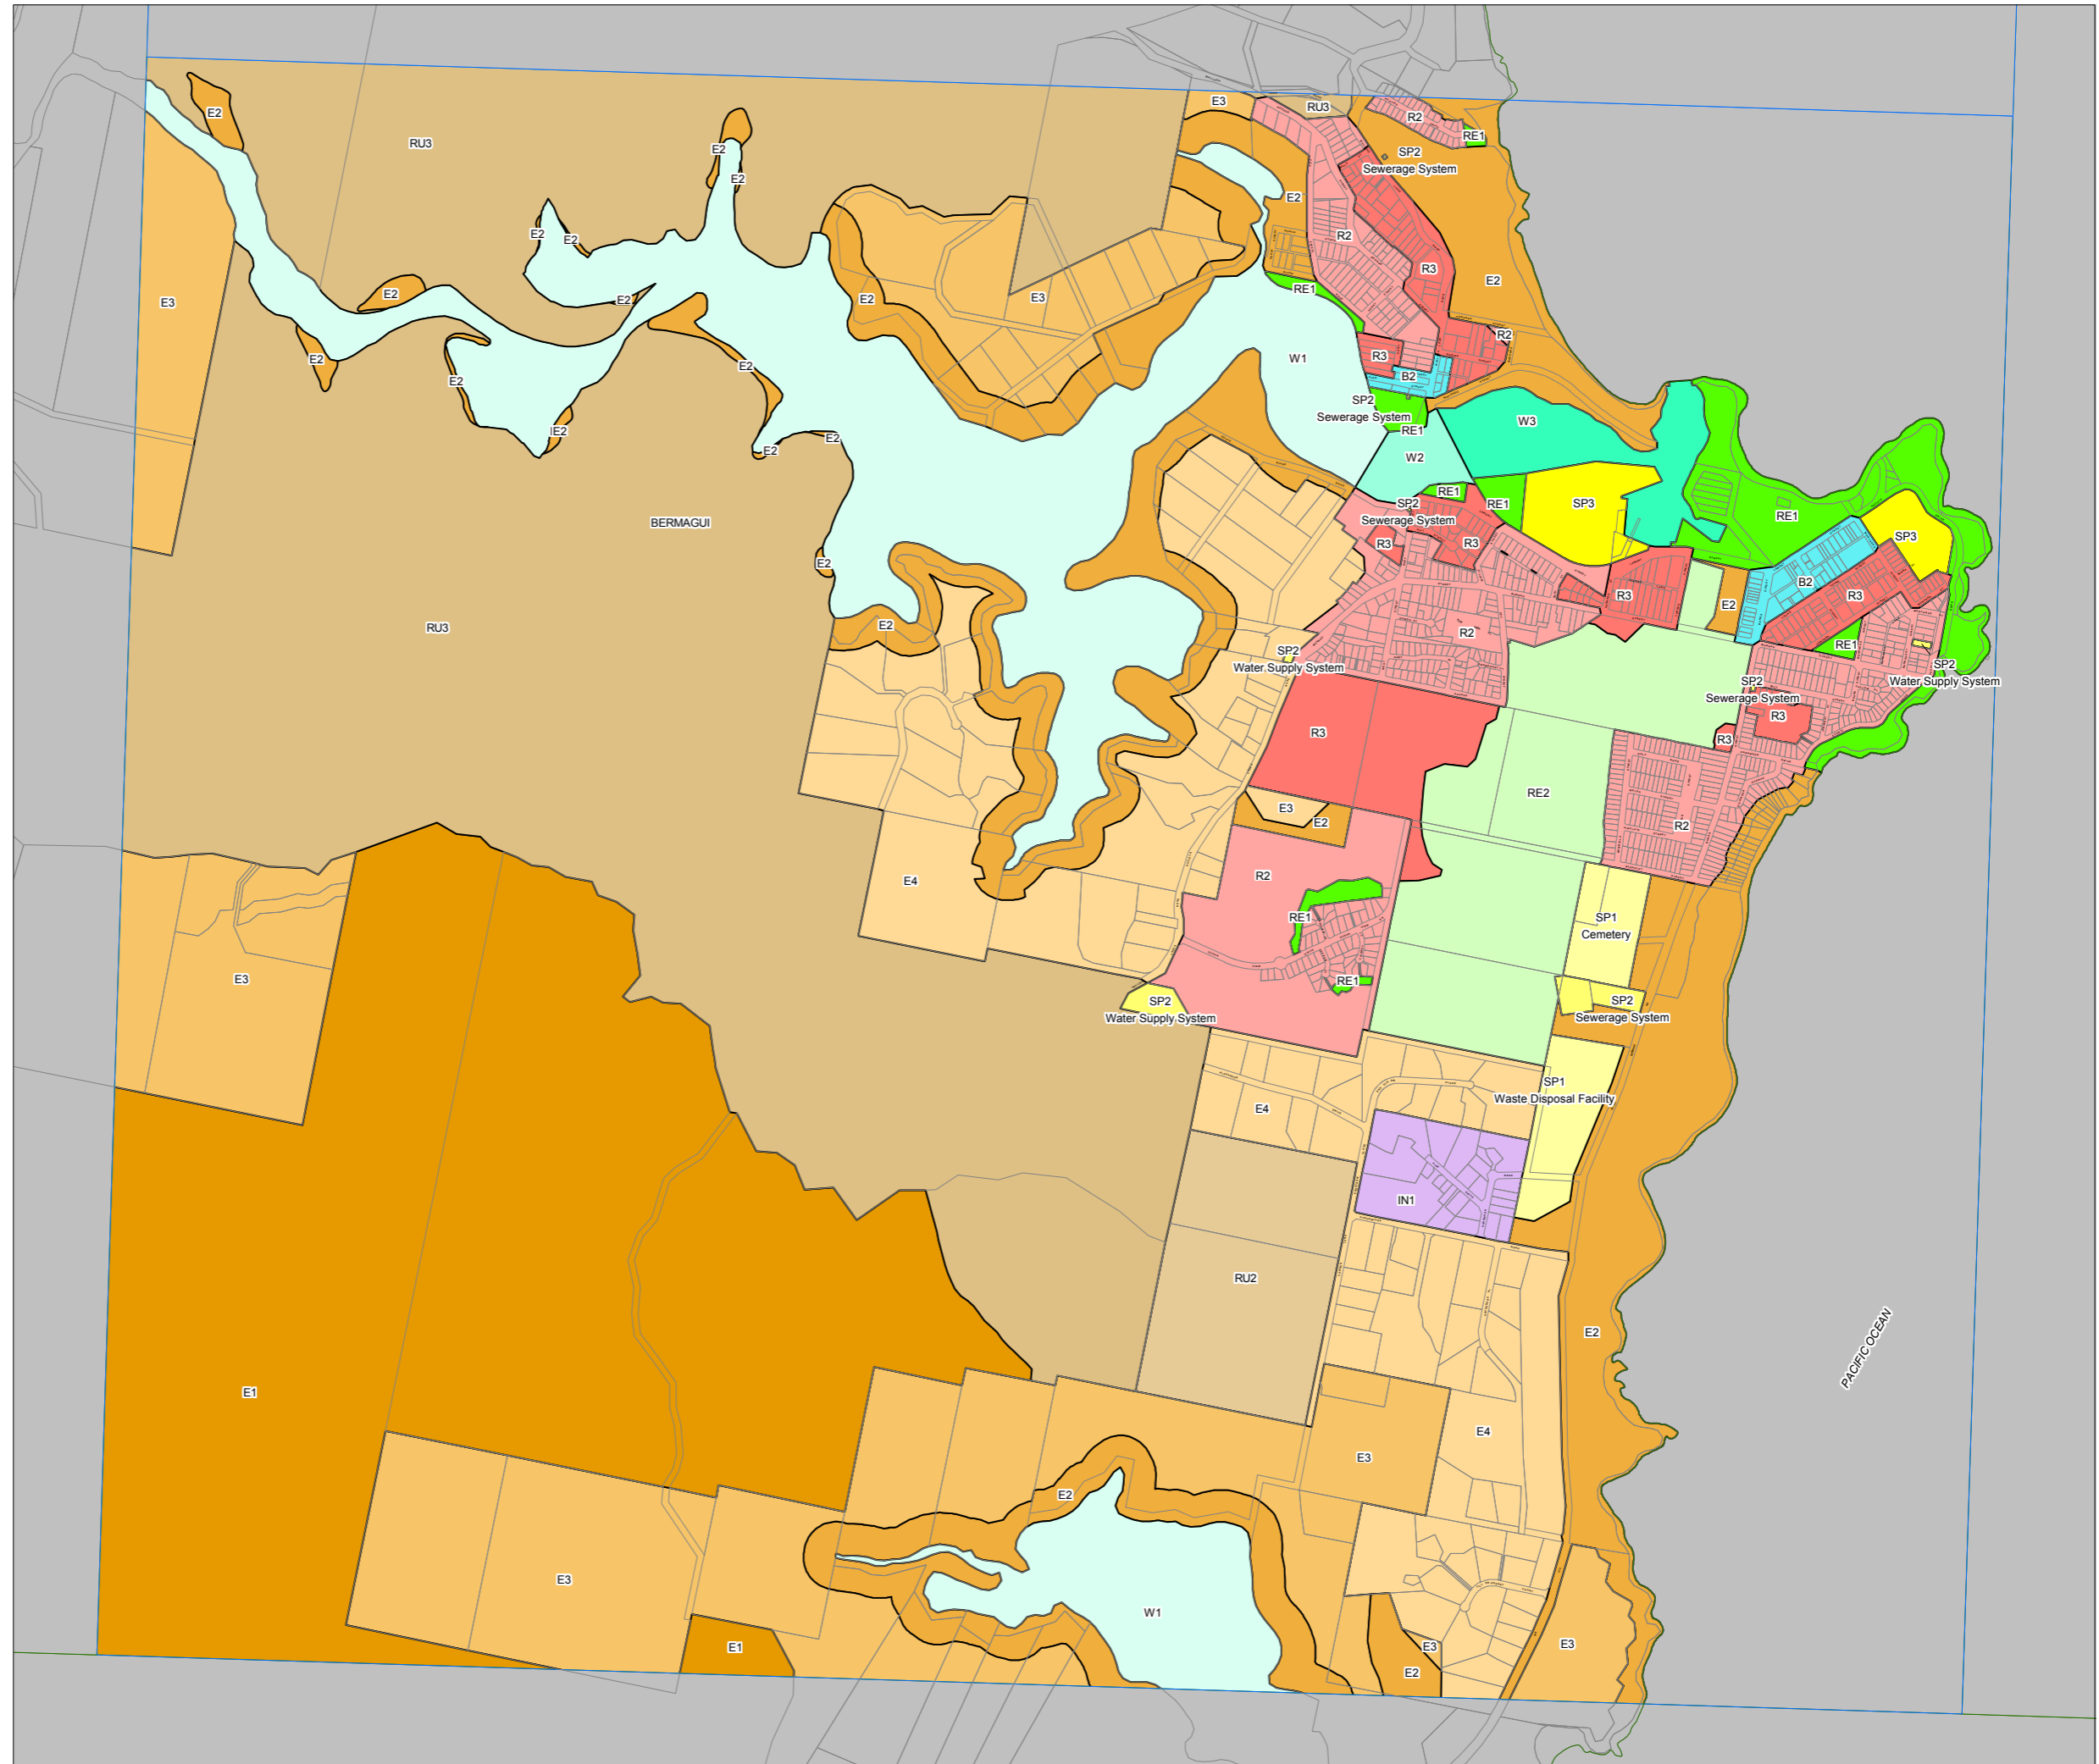 E3
RU3
R2
RE1
E2
RU3
SP2
Sewerage System
E2
E2
E2
E2
R2
E2
E2
R3
E2
E2
RE1
E2
E3
E2
E3
E2
R2
W1
R3
E2
E2
B2
E2
SP2
Sewerage System
RE1
W3
E2
E2
E2
W2
RE1
SP2
RE1
SP3
RE1
Sewerage System
BERMAGUI
R3
R3
SP3
E2
B2
R3
R3
E2
RU3
E2
R2
RE1
SP2
Water Supply System
SP2
Water Supply System
SP2
Sewerage System
R3
R3
R3
RE2
E3
E2
R2
R2
E4
RE1
SP1
Cemetery
E3
RE1
SP2
Water Supply System
SP2
Sewerage System
SP1
Waste Disposal Facility
E4
IN1
RU2
E2
PACIFIC OCEAN
E1
E4
E3
E2
E3
W1
E1
E3
E3
E2